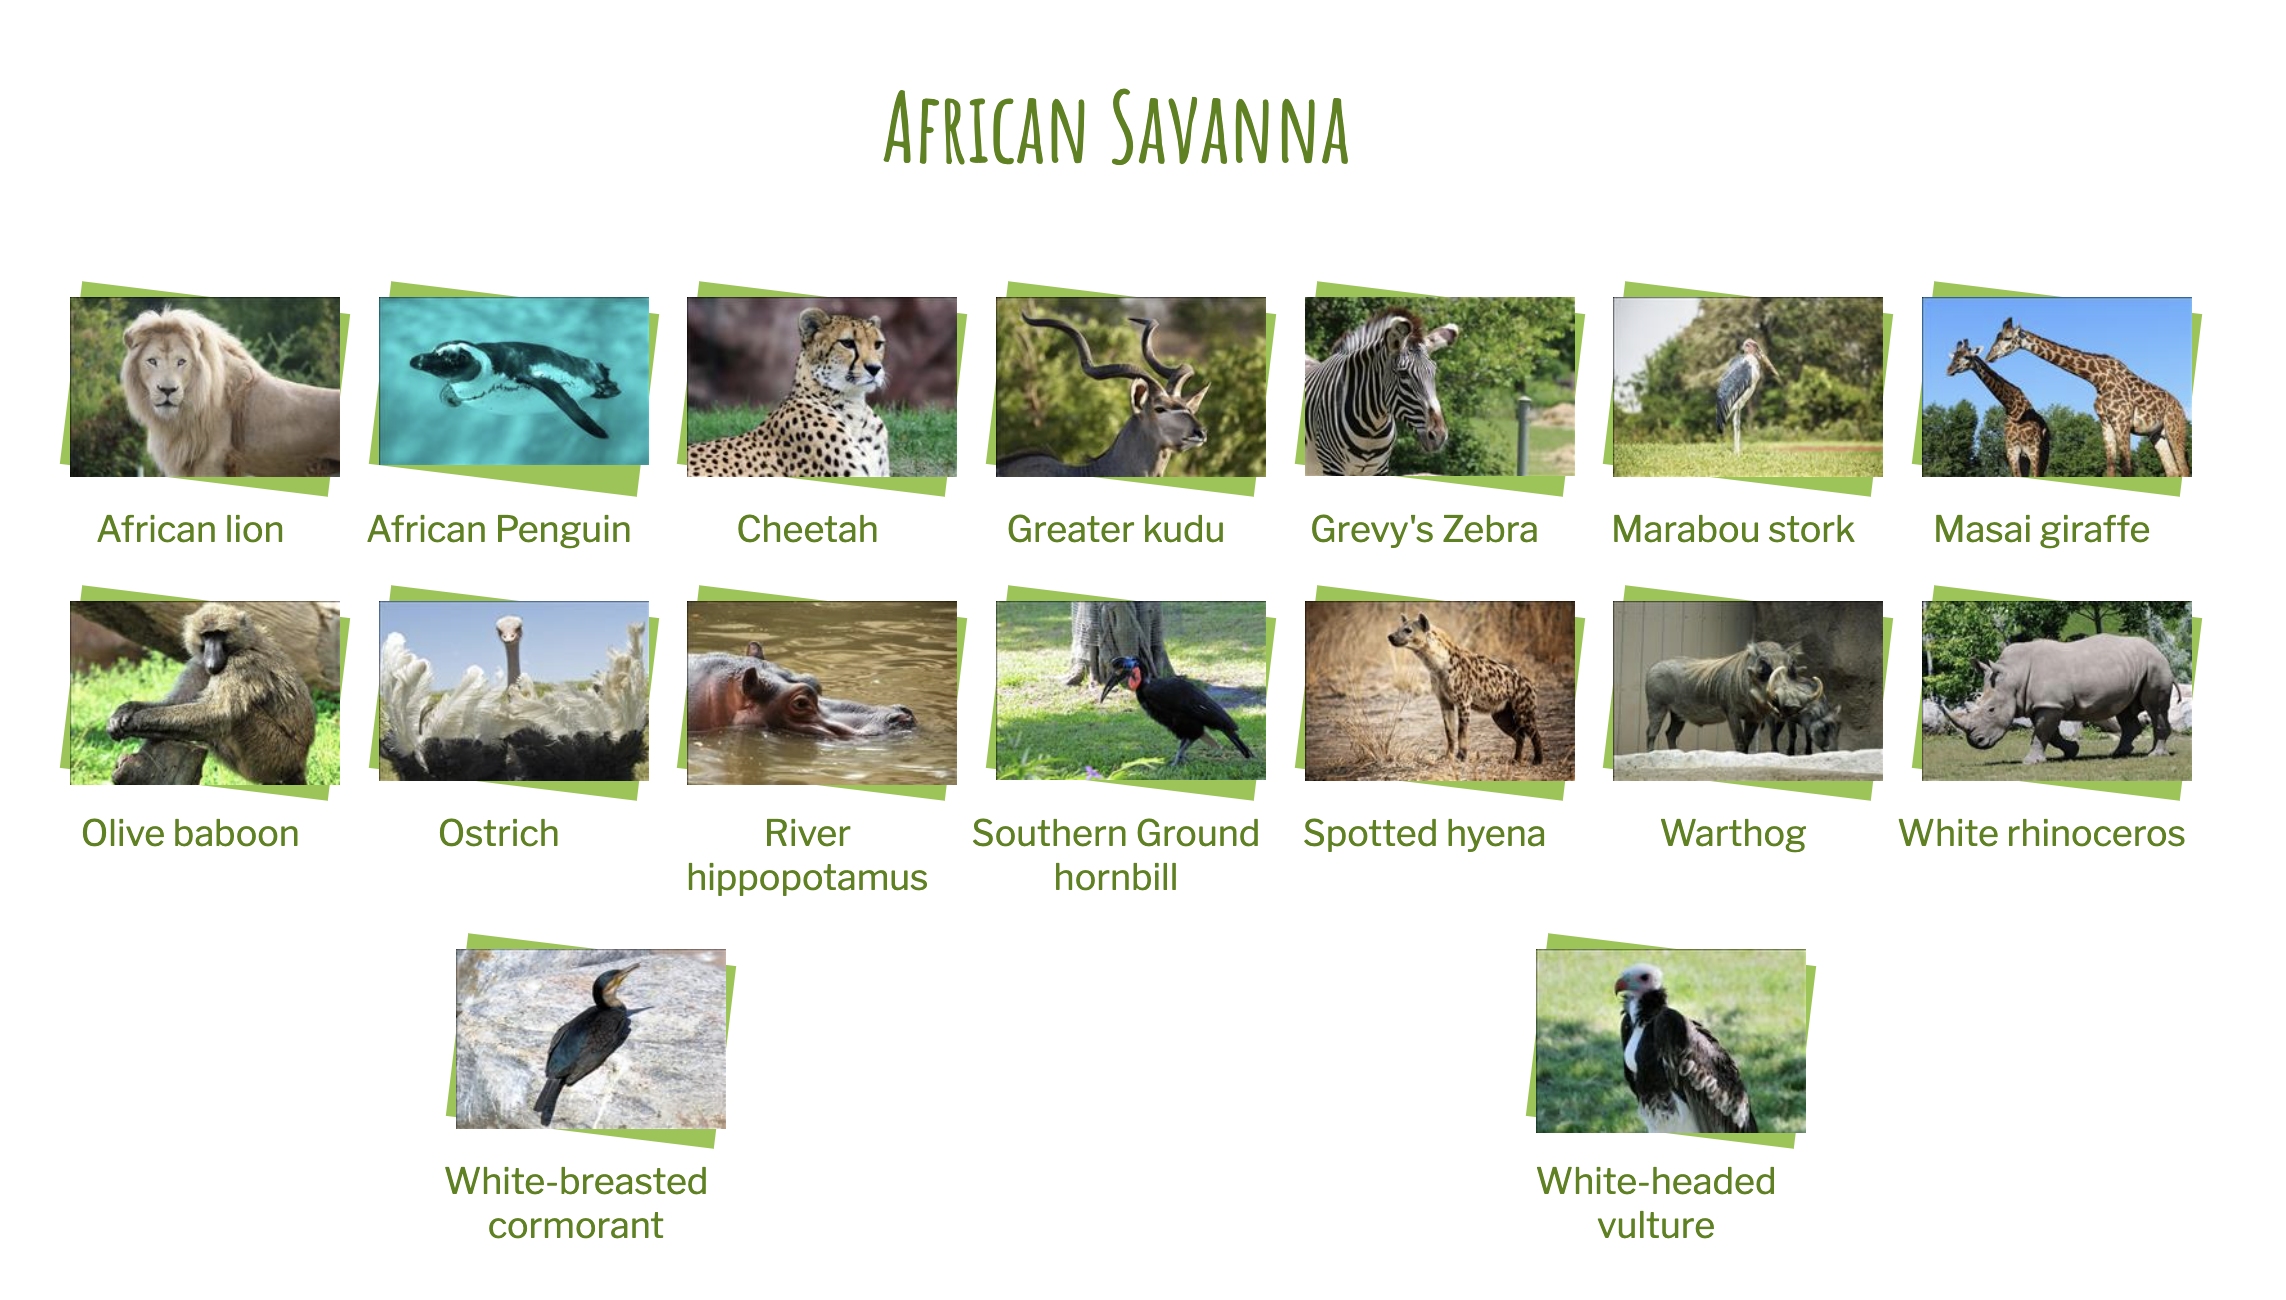 African Savanna
African lion
African Penguin
Cheetah
Greater kudu
Grevy's Zebra
Marabou stork
Masai giraffe
Olive baboon
Ostrich
River
hippopotamus
Southern Ground
hornbill
Spotted hyena
Warthog
White rhinoceros
White-breasted
cormorant
White-headed
vulture